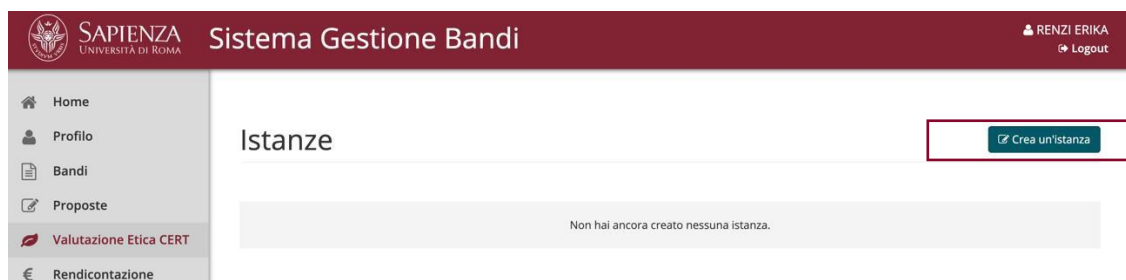 SAPIENZA
UNIVERSITÀ DI ROMA
Sistema Gestione Bandi
RENZI ERIKA
Logout
Home
Profilo
Bandi
Proposte
Valutazione Etica CERT
Rendicontazione
Istanze
Crea un'istanza
Non hai ancora creato nessuna istanza.